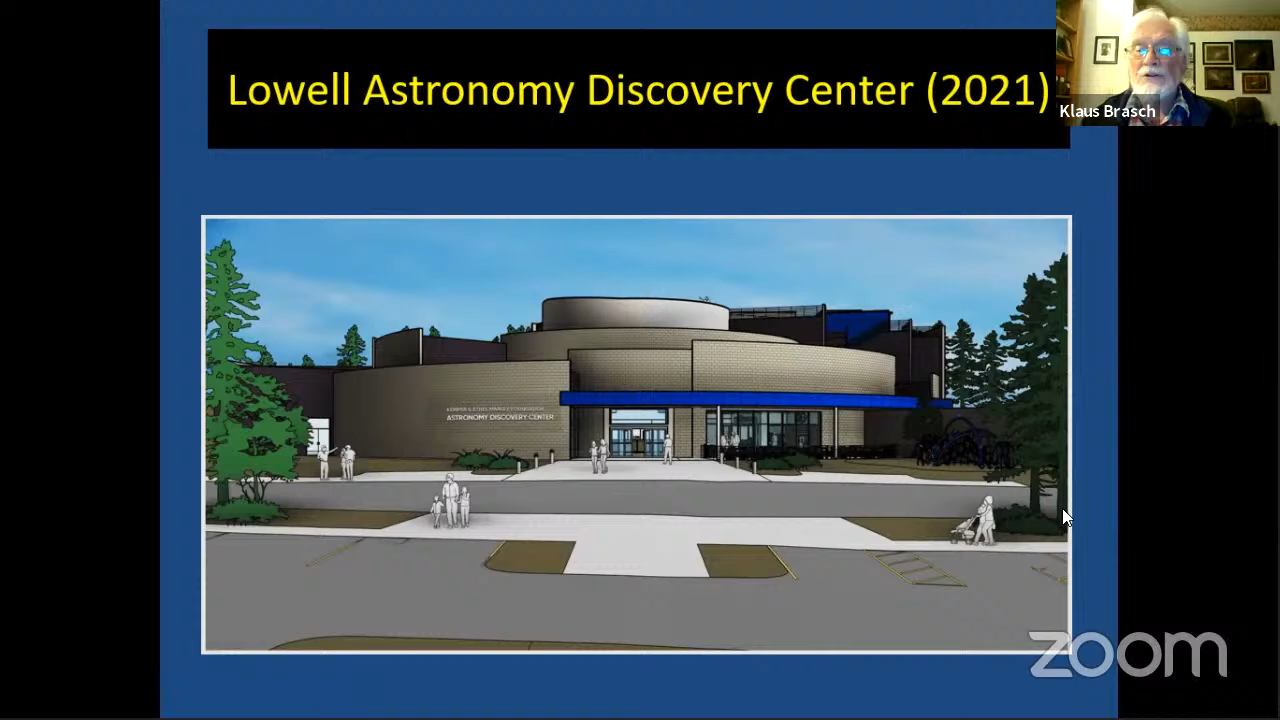 Lowell Astronomy Discovery Center (2021)
Klaus Brasch
ASTRONOMY DISCOVERY CENTER
zoom